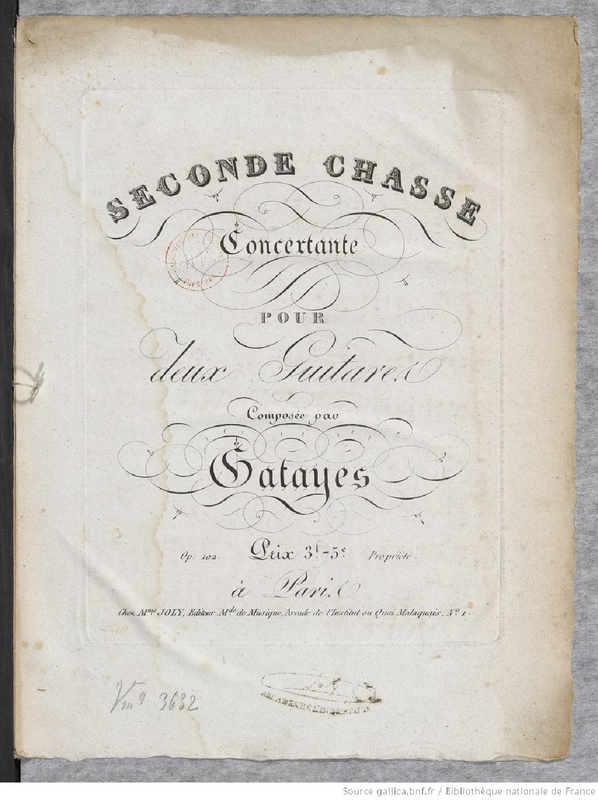 SECONDE CHASSE
Concertante
POUR
deux Guitares
Composée par
Gatayes
Op. 102. Prix 3f-5c Propriété.
à Paris
Chez Mme JOLY, Editeur Mde de Musique, Arcade de l'Institut ou Quai Malaquais, No. 1.
Vm9 3632
Source gallica.bnf.fr / Bibliothèque nationale de France